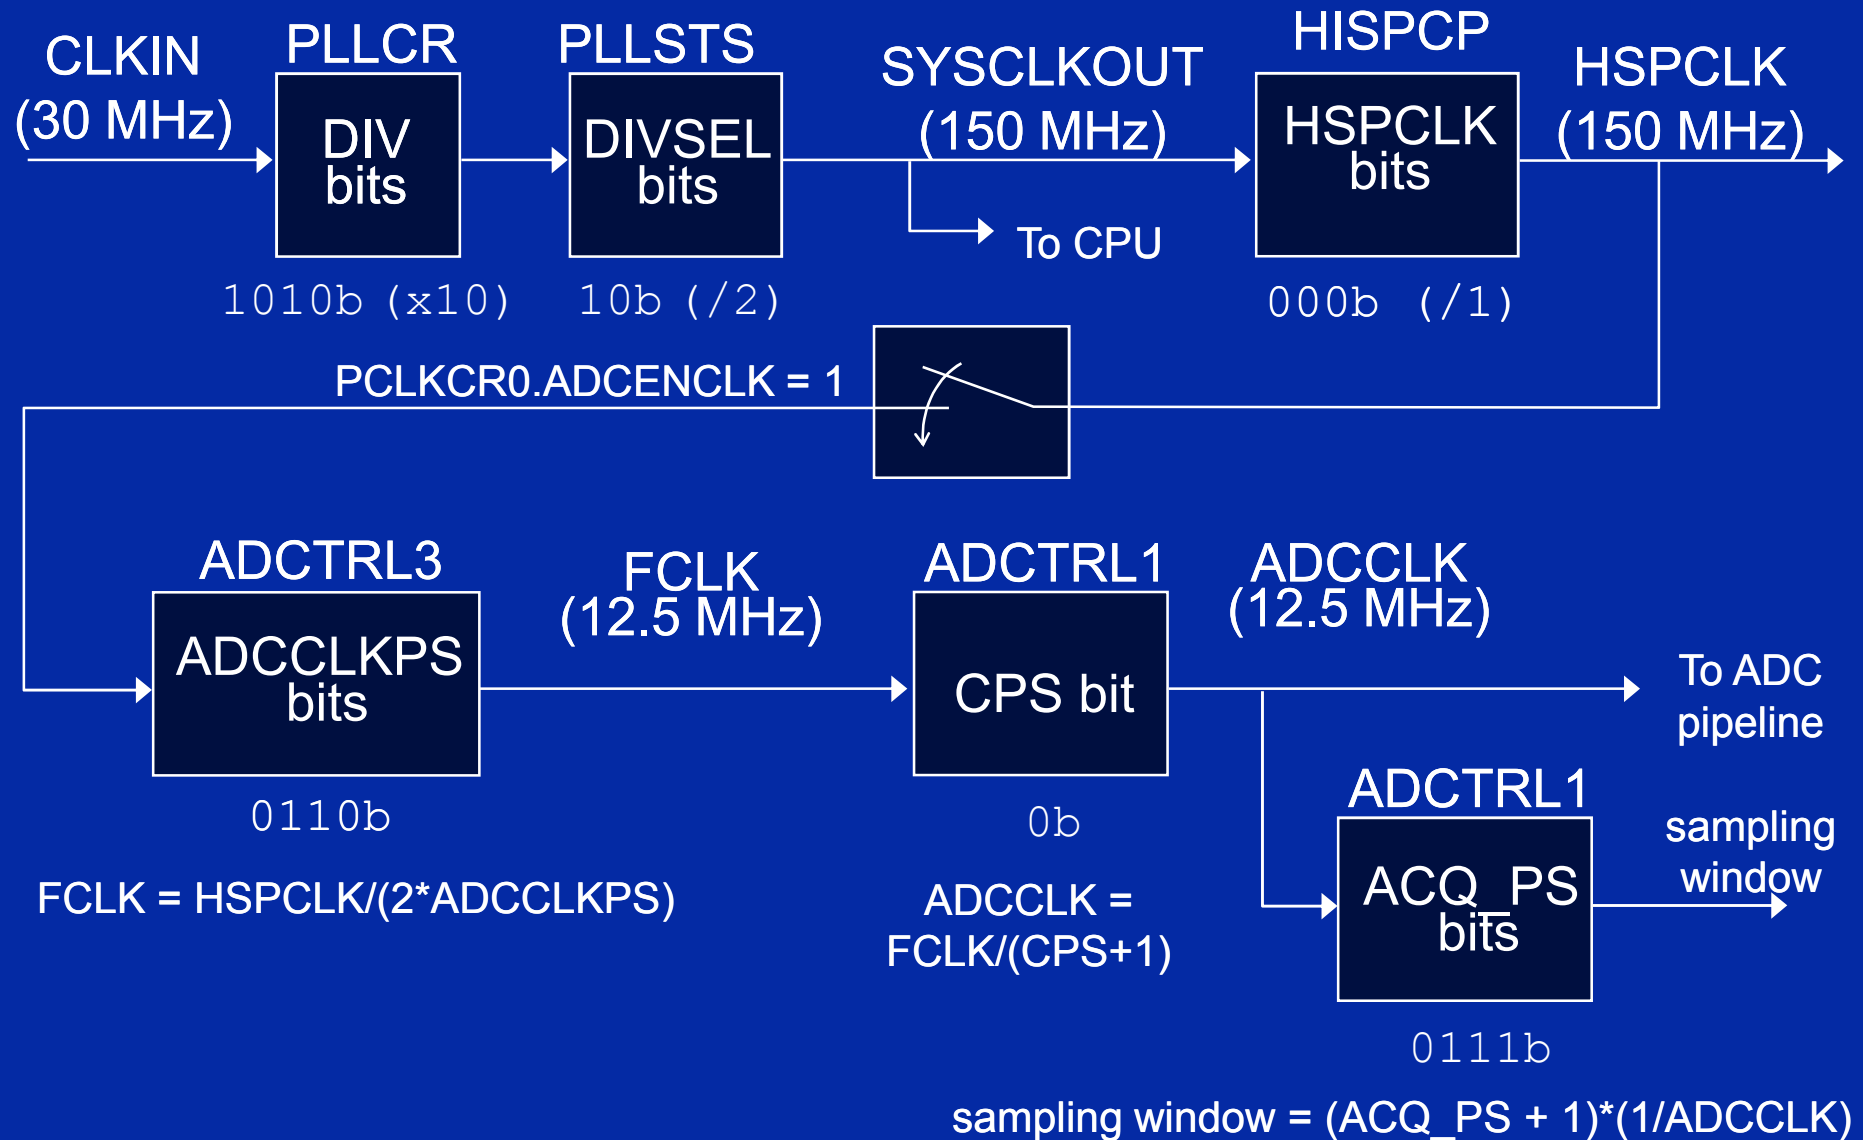 CLKIN
(30 MHz)
PLLCR
DIV
bits
1010b (x10)
PLLSTS
DIVSEL
bits
10b (/2)
SYSCLKOUT
(150 MHz)
To CPU
HISPCP
HSPCLK
bits
000b (/1)
HSPCLK
(150 MHz)
PCLKCR0.ADCENCLK = 1
ADCTRL3
ADCCLKPS
bits
0110b
FCLK = HSPCLK/(2*ADCCLKPS)
FCLK
(12.5 MHz)
ADCTRL1
CPS bit
0b
ADCCLK =
FCLK/(CPS+1)
ADCCLK
(12.5 MHz)
To ADC
pipeline
ADCTRL1
ACQ_PS
bits
0111b
sampling
window
sampling window = (ACQ_PS + 1)*(1/ADCCLK)